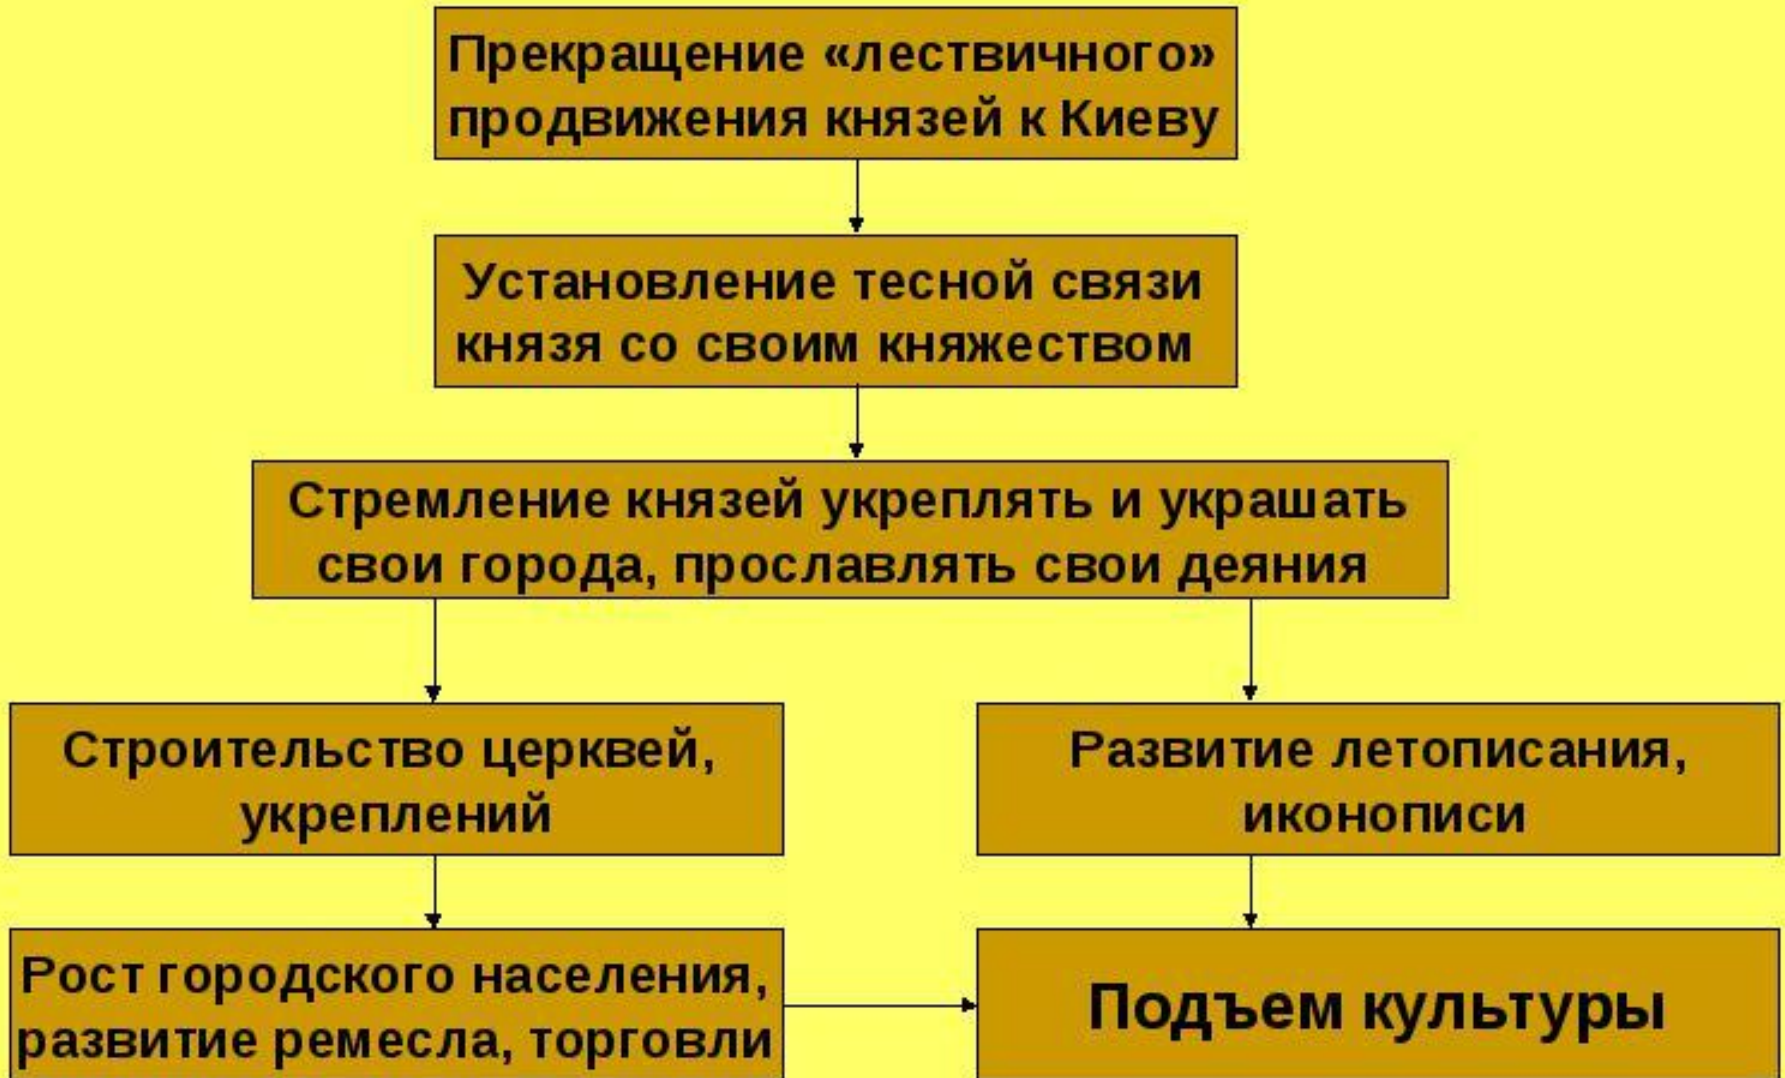 Прекращение «лествичного»
продвижения князей к Киеву
Установление тесной связи
князя со своим княжеством
Стремление князей укреплять и украшать
свои города, прославлять свои деяния
Строительство церквей,
укреплений
Развитие летописания,
иконописи
Рост городского населения,
развитие ремесла, торговли
Подъем культуры